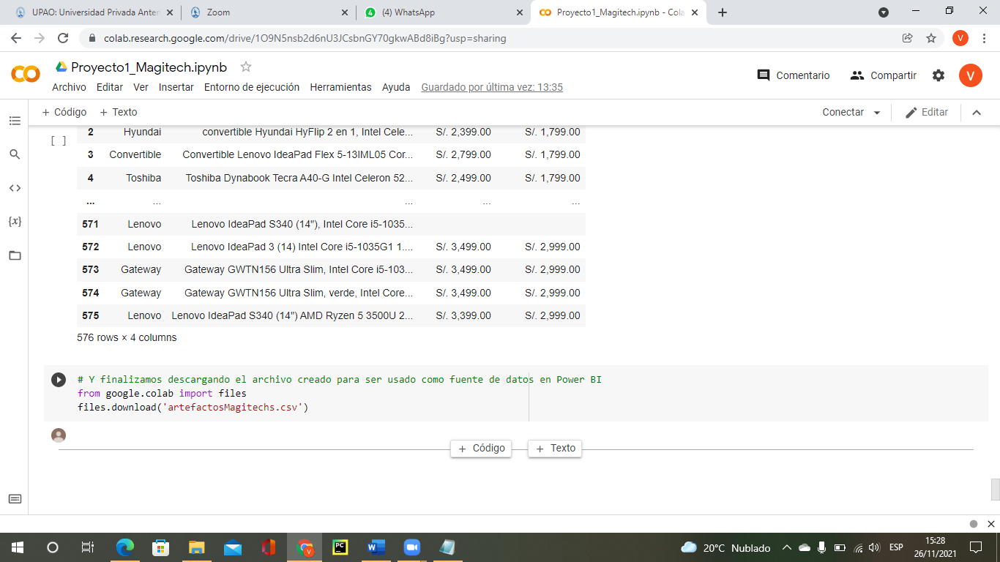 UPAO: Universidad Privada Anten
Zoom
(4) WhatsApp
Proyecto1_Magitech.ipynb - Cola
colab.research.google.com/drive/1O9N5nsb2d6nU3JCsbnGY70gkwABd8iBg?usp=sharing
V
Proyecto1_Magitech.ipynb
Comentario Compartir V
Archivo Editar Ver Insertar Entorno de ejecución Herramientas Ayuda Guardado por última vez: 13:35
+ Código + Texto Conectar Editar
[ ] 2 Hyundai convertible Hyundai HyFlip 2 en 1, Intel Cele... S/. 2,399.00 S/. 1,799.00
3 Convertible Convertible Lenovo IdeaPad Flex 5-13IML05 Cor... S/. 2,799.00 S/. 1,799.00
4 Toshiba Toshiba Dynabook Tecra A40-G Intel Celeron 52... S/. 2,499.00 S/. 1,799.00
... ... ... ... ...
571 Lenovo Lenovo IdeaPad S340 (14"), Intel Core i5-1035...
572 Lenovo Lenovo IdeaPad 3 (14) Intel Core i5-1035G1 1.... S/. 3,499.00 S/. 2,999.00
573 Gateway Gateway GWTN156 Ultra Slim, Intel Core i5-103... S/. 3,499.00 S/. 2,999.00
574 Gateway Gateway GWTN156 Ultra Slim, verde, Intel Core... S/. 3,499.00 S/. 2,999.00
575 Lenovo Lenovo IdeaPad S340 (14") AMD Ryzen 5 3500U 2... S/. 3,399.00 S/. 2,999.00
576 rows × 4 columns
# Y finalizamos descargando el archivo creado para ser usado como fuente de datos en Power BI
from google.colab import files
files.download('artefactosMagitechs.csv')
+ Código + Texto
20°C Nublado ESP 15:28
26/11/2021